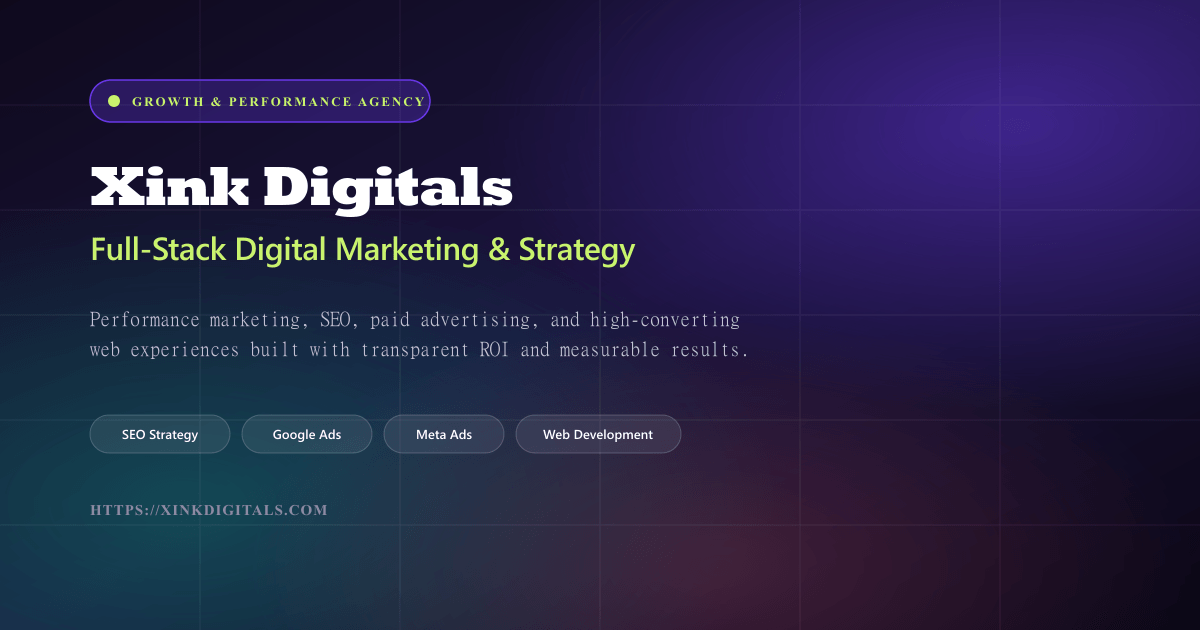 GROWTH & PERFORMANCE AGENCY
Xink Digitals
Full-Stack Digital Marketing & Strategy
Performance marketing, SEO, paid advertising, and high-converting
web experiences built with transparent ROI and measurable results.
SEO Strategy
Google Ads
Meta Ads
Web Development
HTTPS://XINKDIGITALS.COM